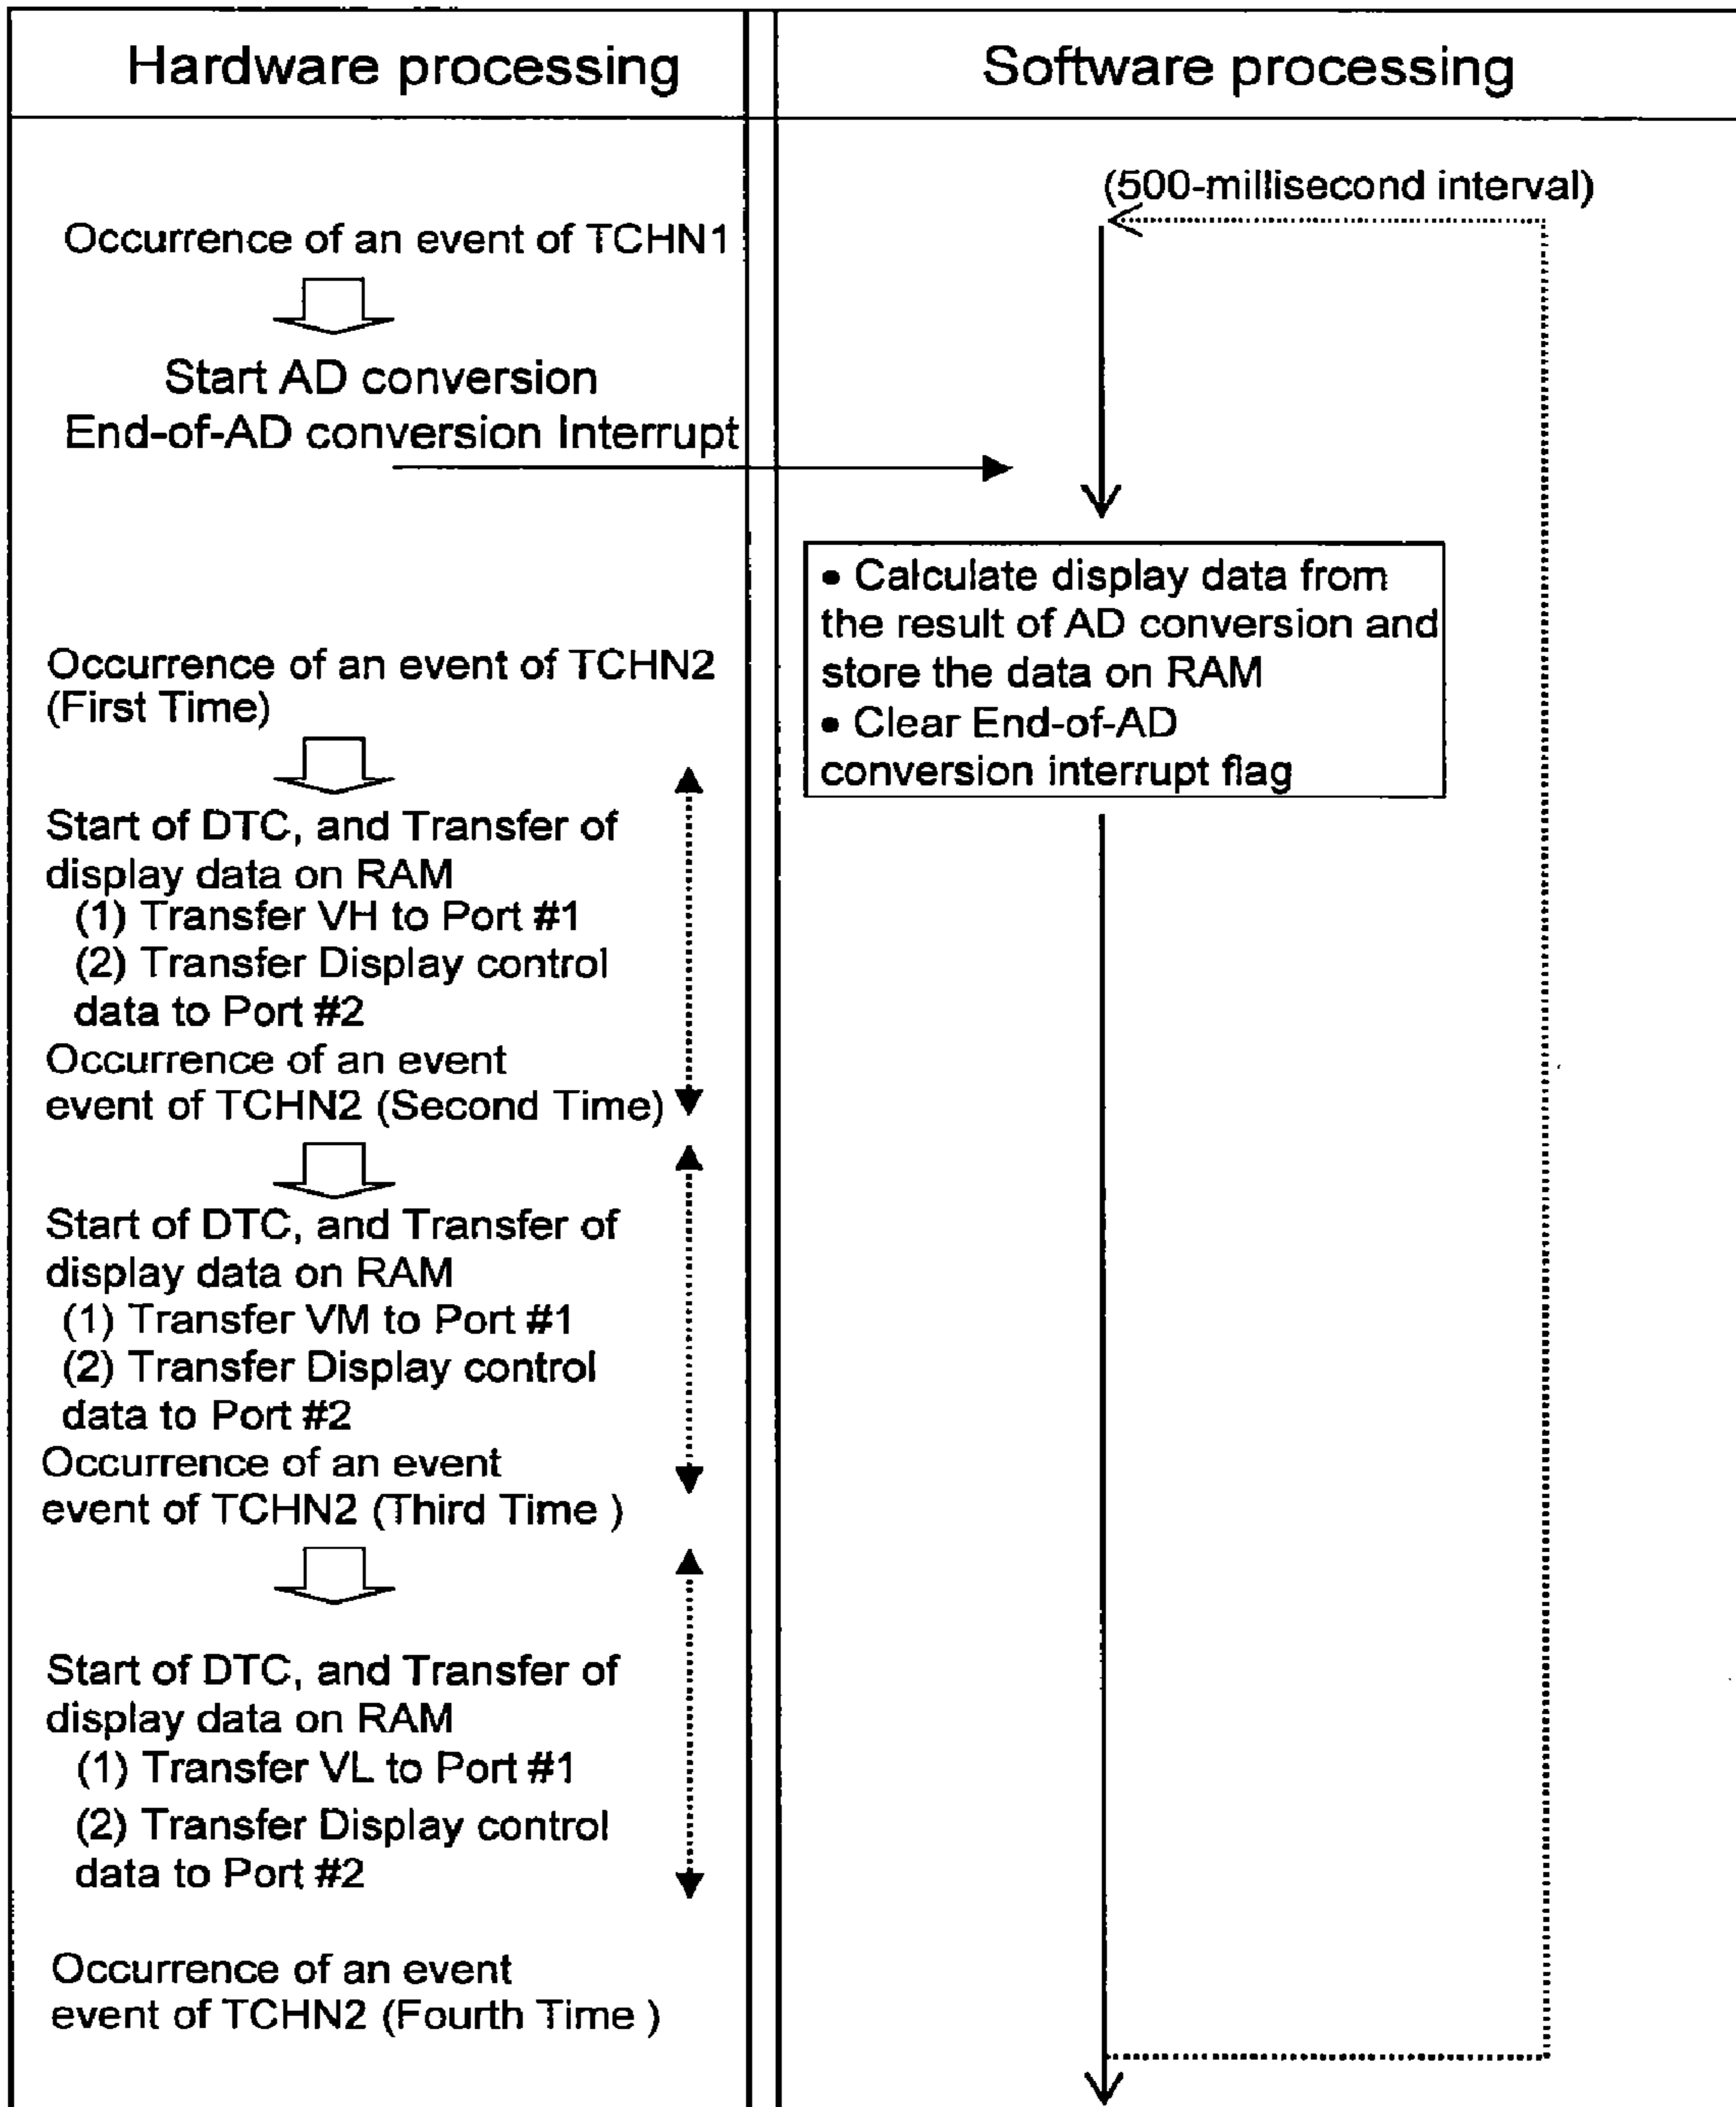 Hardware processing
Software processing
(500-millisecond interval)
Occurrence of an event of TCHN1
Start AD conversion
End-of-AD conversion Interrupt
• Calculate display data from
the result of AD conversion and
store the data on RAM
• Clear End-of-AD
conversion interrupt flag
Occurrence of an event of TCHN2
(First Time)
Start of DTC, and Transfer of
display data on RAM
(1) Transfer VH to Port #1
(2) Transfer Display control
data to Port #2
Occurrence of an event
event of TCHN2 (Second Time)
Start of DTC, and Transfer of
display data on RAM
(1) Transfer VM to Port #1
(2) Transfer Display control
data to Port #2
Occurrence of an event
event of TCHN2 (Third Time )
Start of DTC, and Transfer of
display data on RAM
(1) Transfer VL to Port #1
(2) Transfer Display control
data to Port #2
Occurrence of an event
event of TCHN2 (Fourth Time )